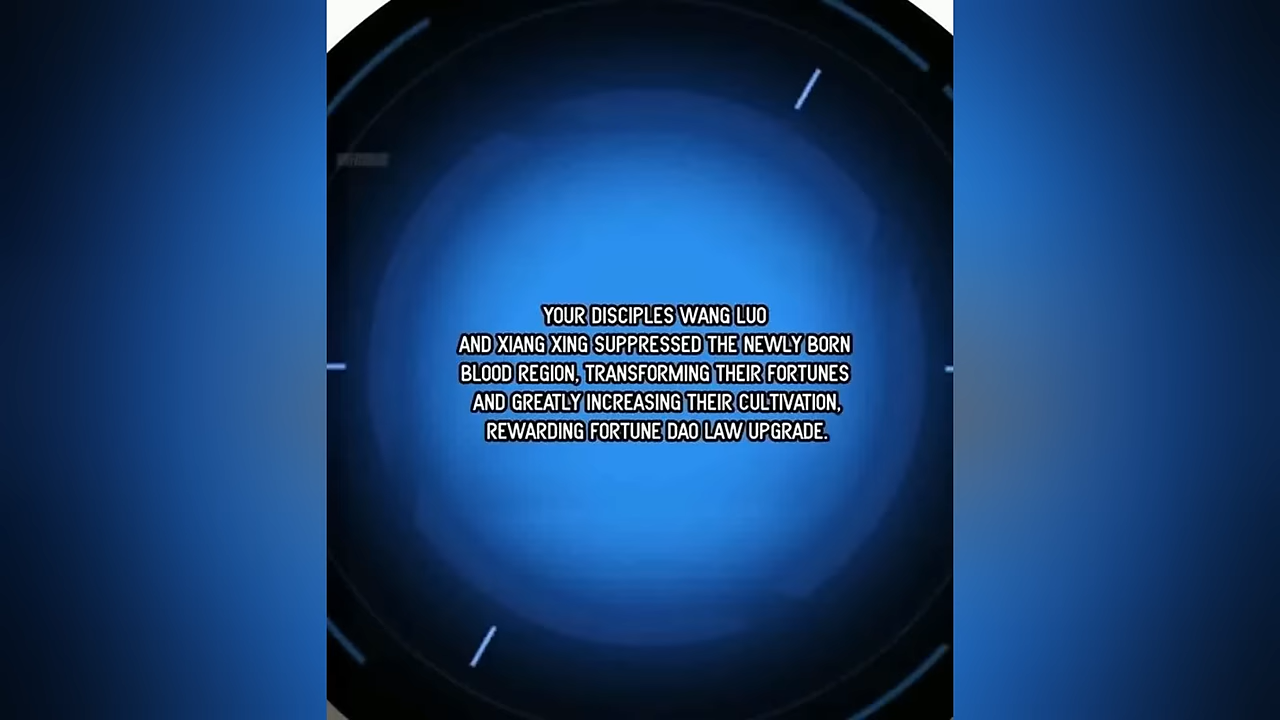 YOUR DISCIPLES WANG LUO
AND XIANG XING SUPPRESSED THE NEWLY BORN
BLOOD REGION, TRANSFORMING THEIR FORTUNES
AND GREATLY INCREASING THEIR CULTIVATION,
REWARDING FORTUNE DAO LAW UPGRADE.